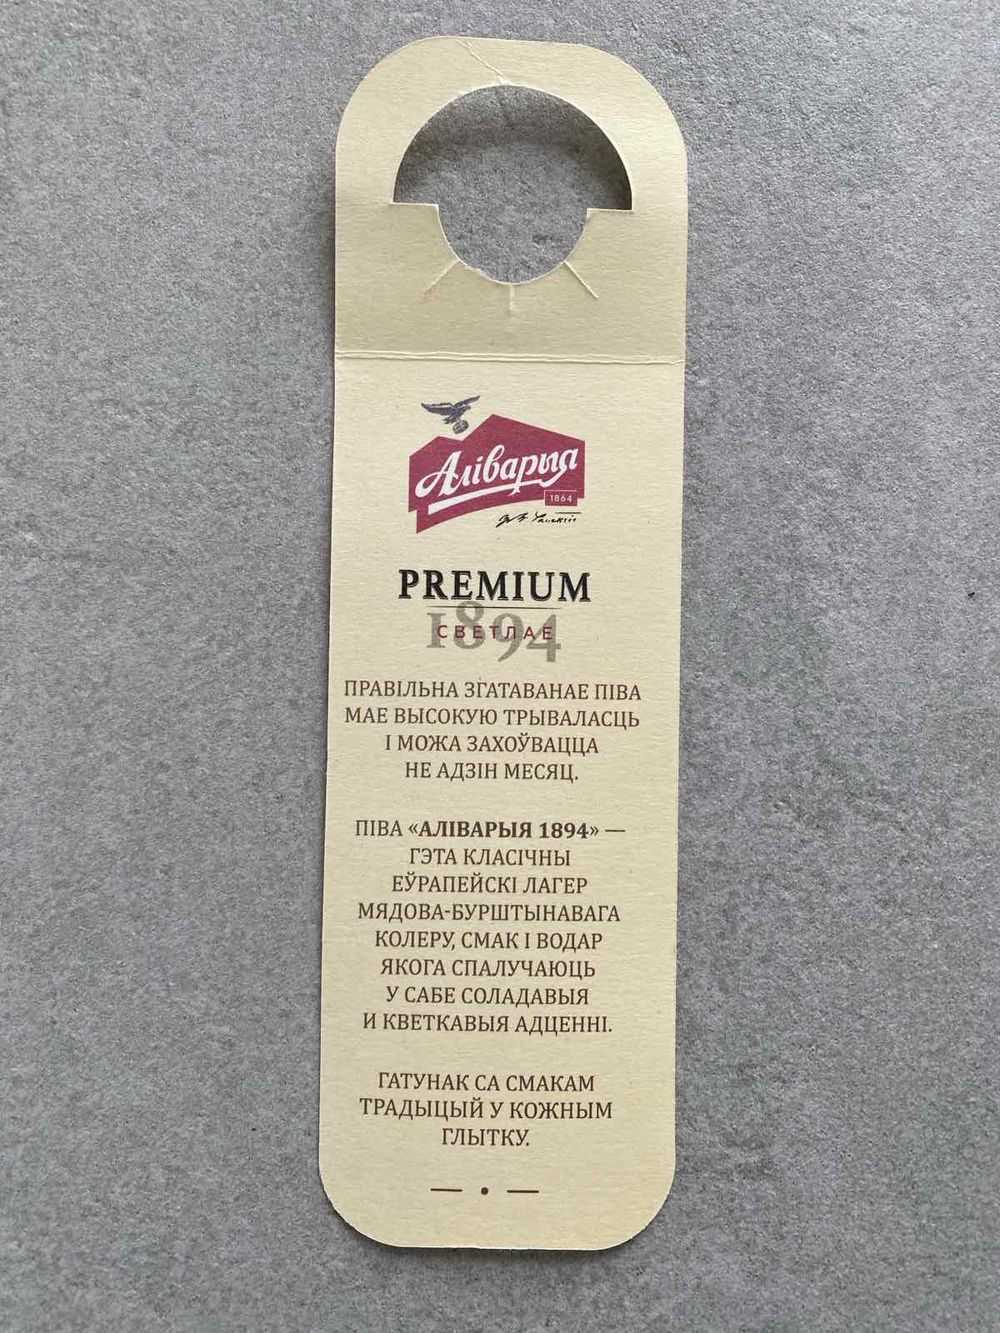 Аліварыя
1864
PREMIUM
1894
СВЕТЛАЕ
ПРАВІЛЬНА ЗГАТАВАНАЕ ПІВА
МАЕ ВЫСОКУЮ ТРЫВАЛАСЦЬ
І МОЖА ЗАХОЎВАЦЦА
НЕ АДЗІН МЕСЯЦ.
ПІВА «АЛІВАРЫЯ 1894» —
ГЭТА КЛАСІЧНЫ
ЕЎРАПЕЙСКІ ЛАГЕР
МЯДОВА-БУРШТЫНАВАГА
КОЛЕРУ, СМАК І ВОДАР
ЯКОГА СПАЛУЧАЮЦЬ
У САБЕ СОЛАДАВЫЯ
И КВЕТКАВЫЯ АДЦЕННІ.
ГАТУНАК СА СМАКАМ
ТРАДЫЦЫЙ У КОЖНЫМ
ГЛЫТКУ.